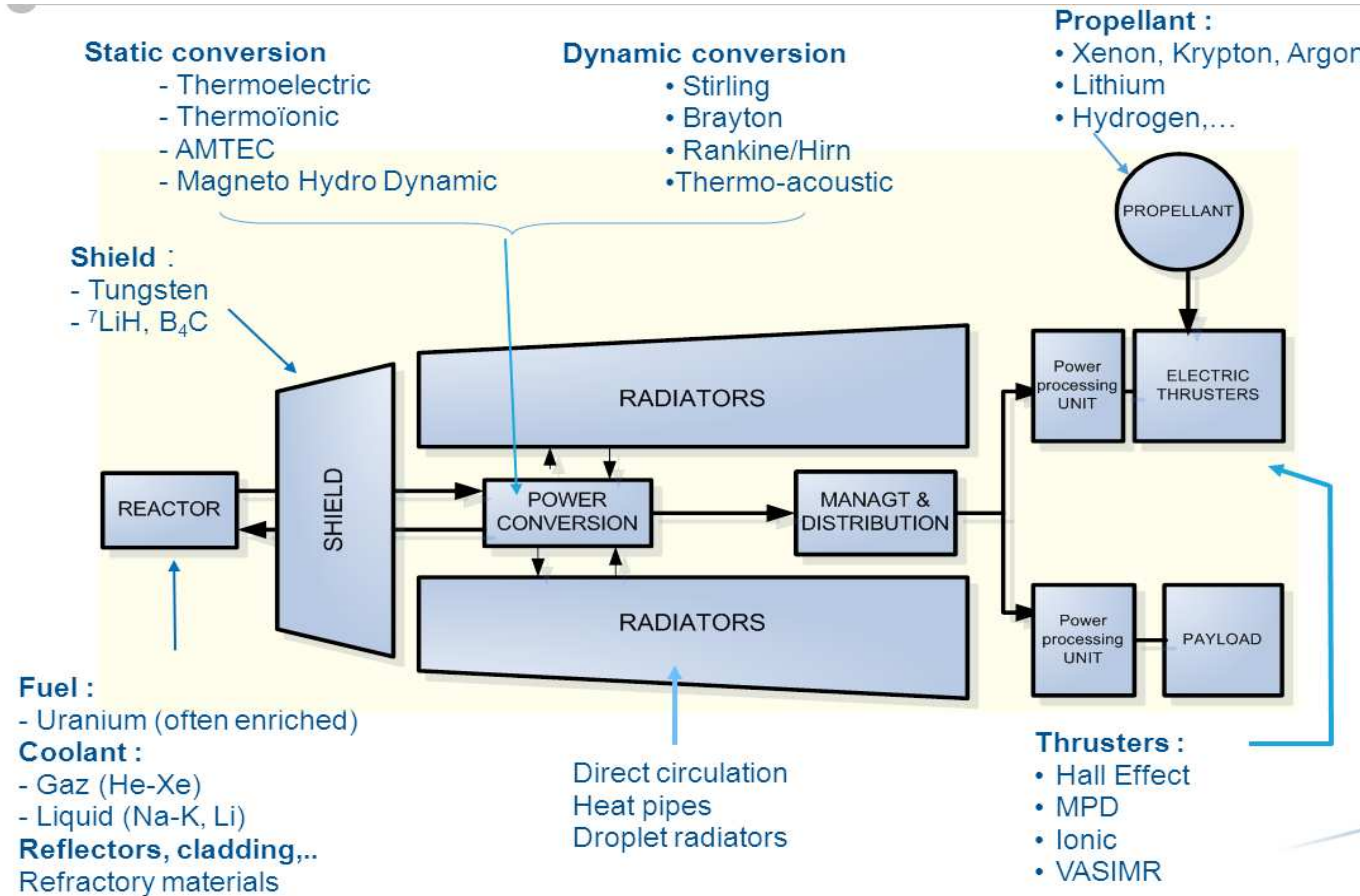 Static conversion
- Thermoelectric
- Thermoïonic
- AMTEC
- Magneto Hydro Dynamic
Dynamic conversion
• Stirling
• Brayton
• Rankine/Hirn
•Thermo-acoustic
Propellant :
• Xenon, Krypton, Argon
• Lithium
• Hydrogen,...
PROPELLANT
Shield :
- Tungsten
- ⁷LiH, B₄C
RADIATORS
Power
processing
UNIT
ELECTRIC
THRUSTERS
REACTOR
SHIELD
POWER
CONVERSION
MANAGT &
DISTRIBUTION
RADIATORS
Power
processing
UNIT
PAYLOAD
Fuel :
- Uranium (often enriched)
Coolant :
- Gaz (He-Xe)
- Liquid (Na-K, Li)
Reflectors, cladding,..
Refractory materials
Direct circulation
Heat pipes
Droplet radiators
Thrusters :
• Hall Effect
• MPD
• Ionic
• VASIMR